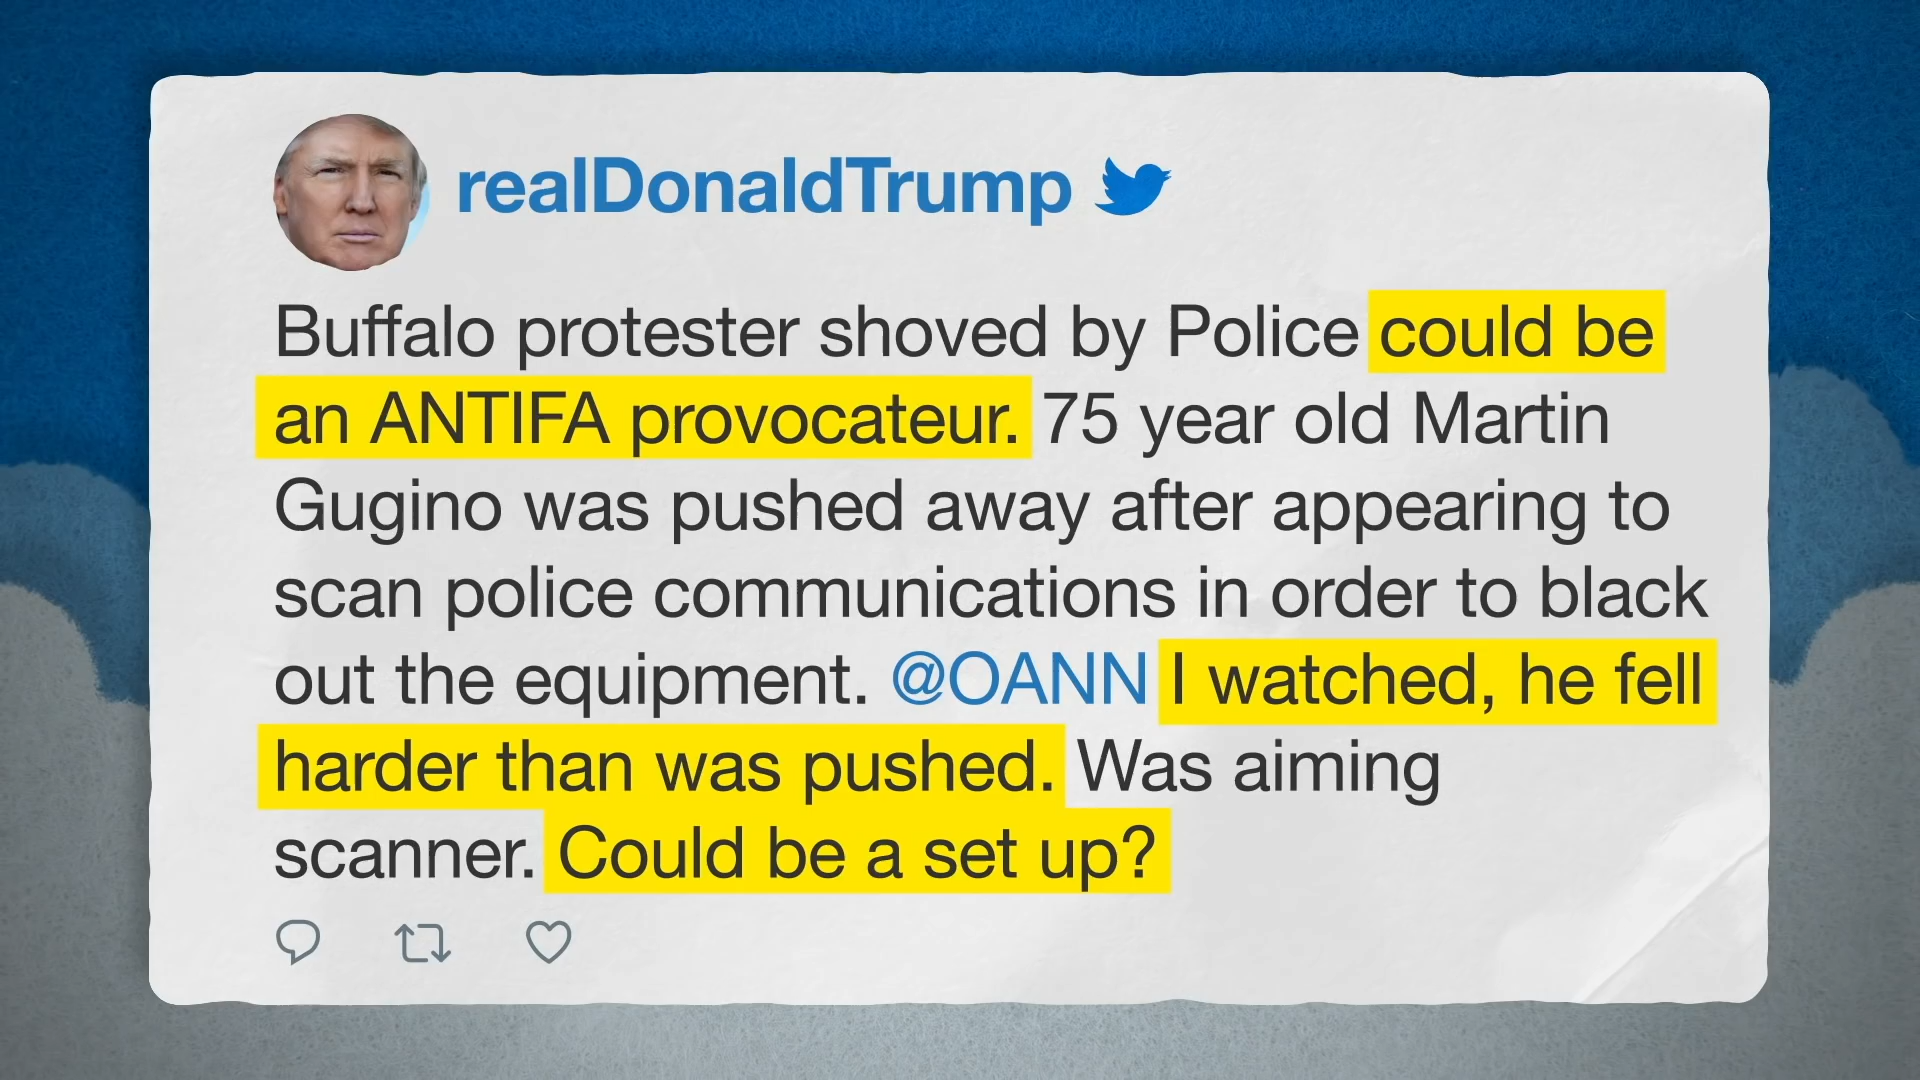 realDonaldTrump
Buffalo protester shoved by Police could be
an ANTIFA provocateur. 75 year old Martin
Gugino was pushed away after appearing to
scan police communications in order to black
out the equipment. @OANN I watched, he fell
harder than was pushed. Was aiming
scanner. Could be a set up?